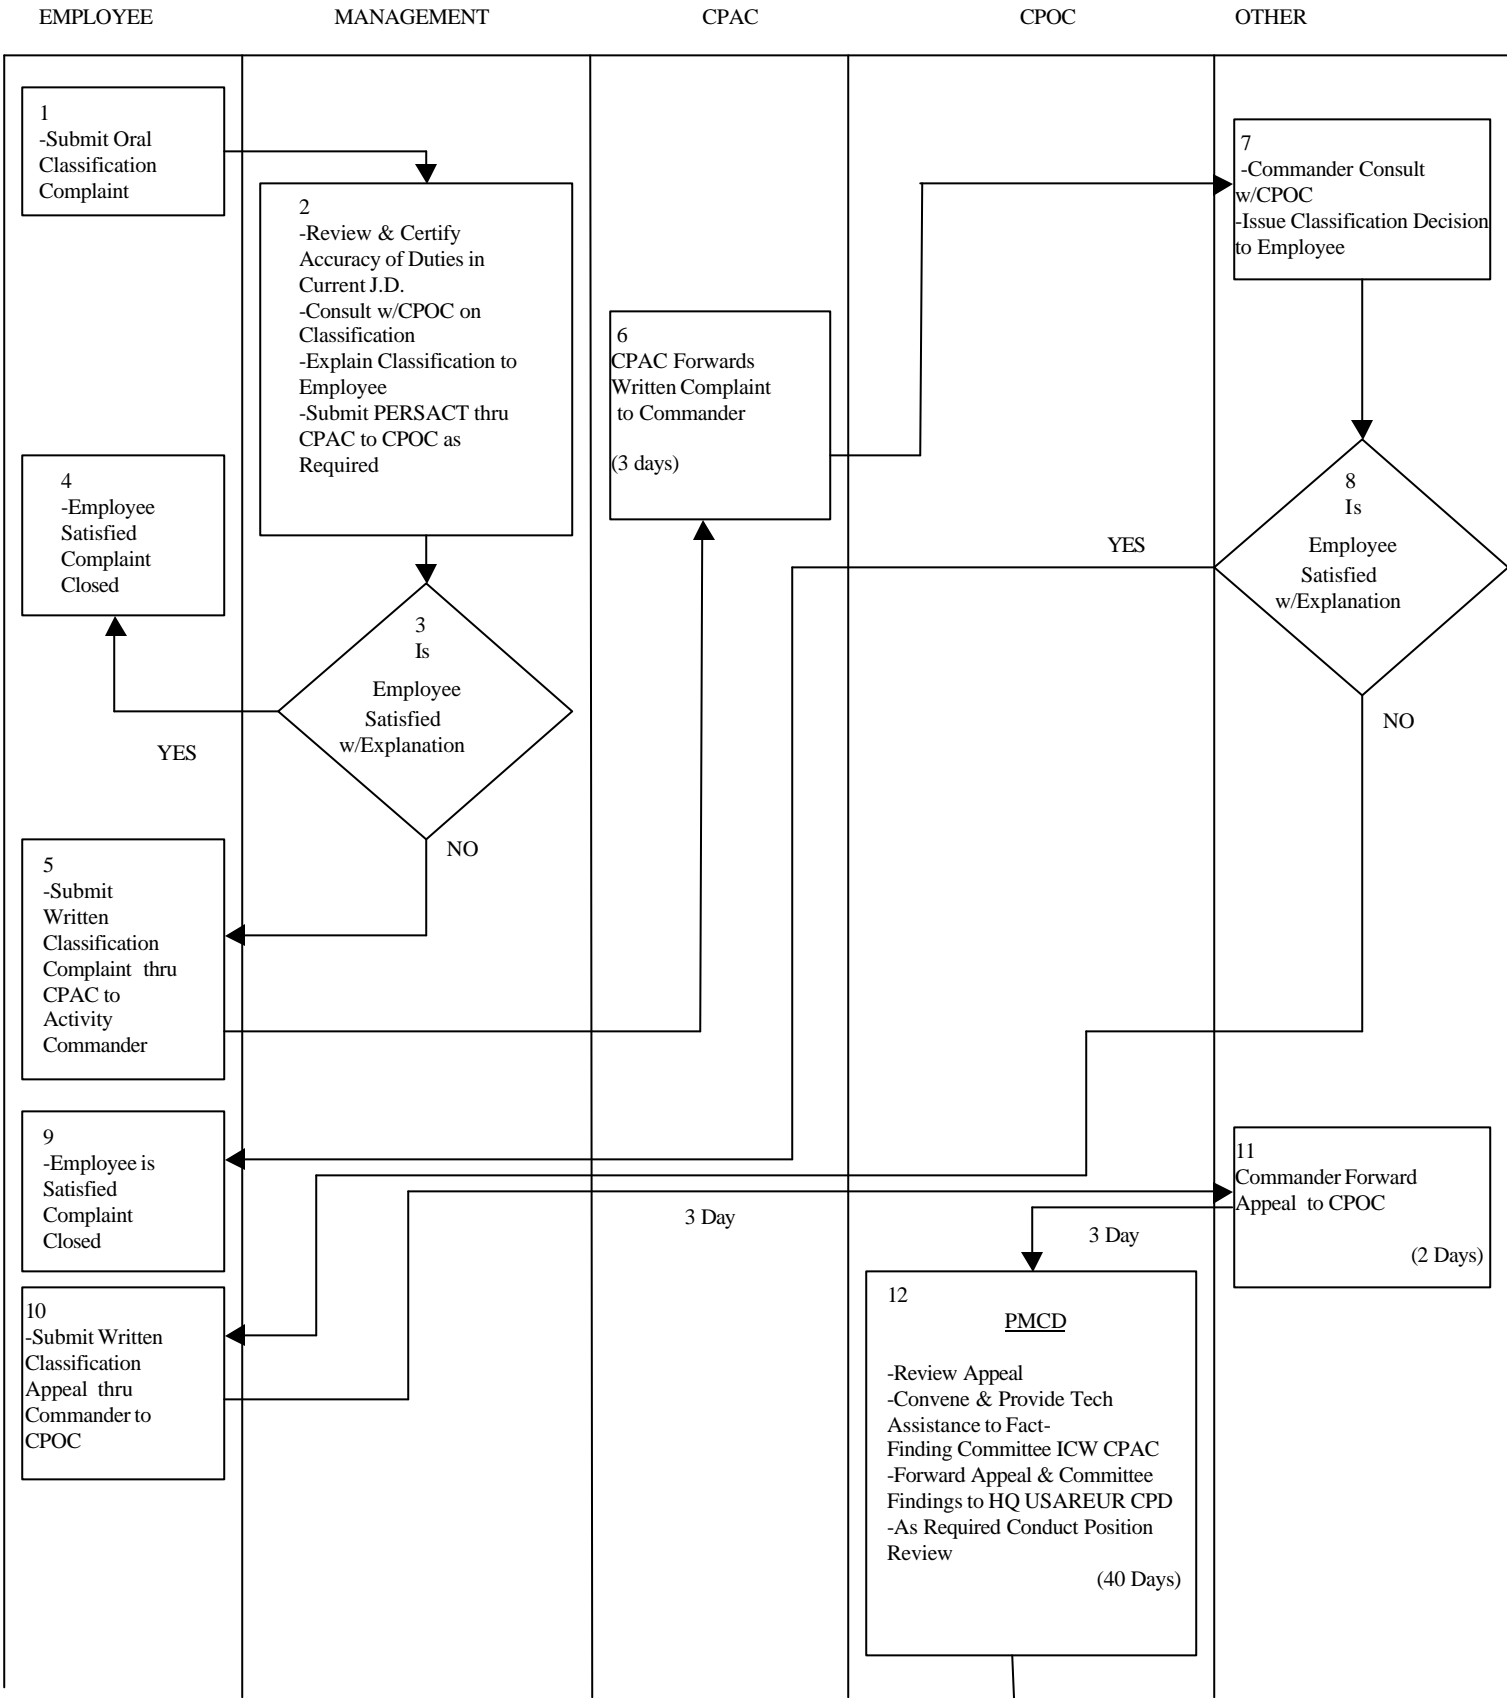 EMPLOYEE
MANAGEMENT
CPAC
CPOC
OTHER
1
-Submit Oral
Classification
Complaint
2
-Review & Certify
Accuracy of Duties in
Current J.D.
-Consult w/CPOC on
Classification
-Explain Classification to
Employee
-Submit PERSACT thru
CPAC to CPOC as
Required
3
Is
Employee
Satisfied
w/Explanation
YES
NO
4
-Employee
Satisfied
Complaint
Closed
5
-Submit
Written
Classification
Complaint thru
CPAC to
Activity
Commander
6
CPAC Forwards
Written Complaint
to Commander
(3 days)
7
-Commander Consult
w/CPOC
-Issue Classification Decision
to Employee
8
Is
Employee
Satisfied
w/Explanation
YES
NO
9
-Employee is
Satisfied
Complaint
Closed
10
-Submit Written
Classification
Appeal thru
Commander to
CPOC
3 Day
11
Commander Forward
Appeal to CPOC
(2 Days)
3 Day
12
PMCD
-Review Appeal
-Convene & Provide Tech
Assistance to Fact-
Finding Committee ICW CPAC
-Forward Appeal & Committee
Findings to HQ USAREUR CPD
-As Required Conduct Position
Review
(40 Days)